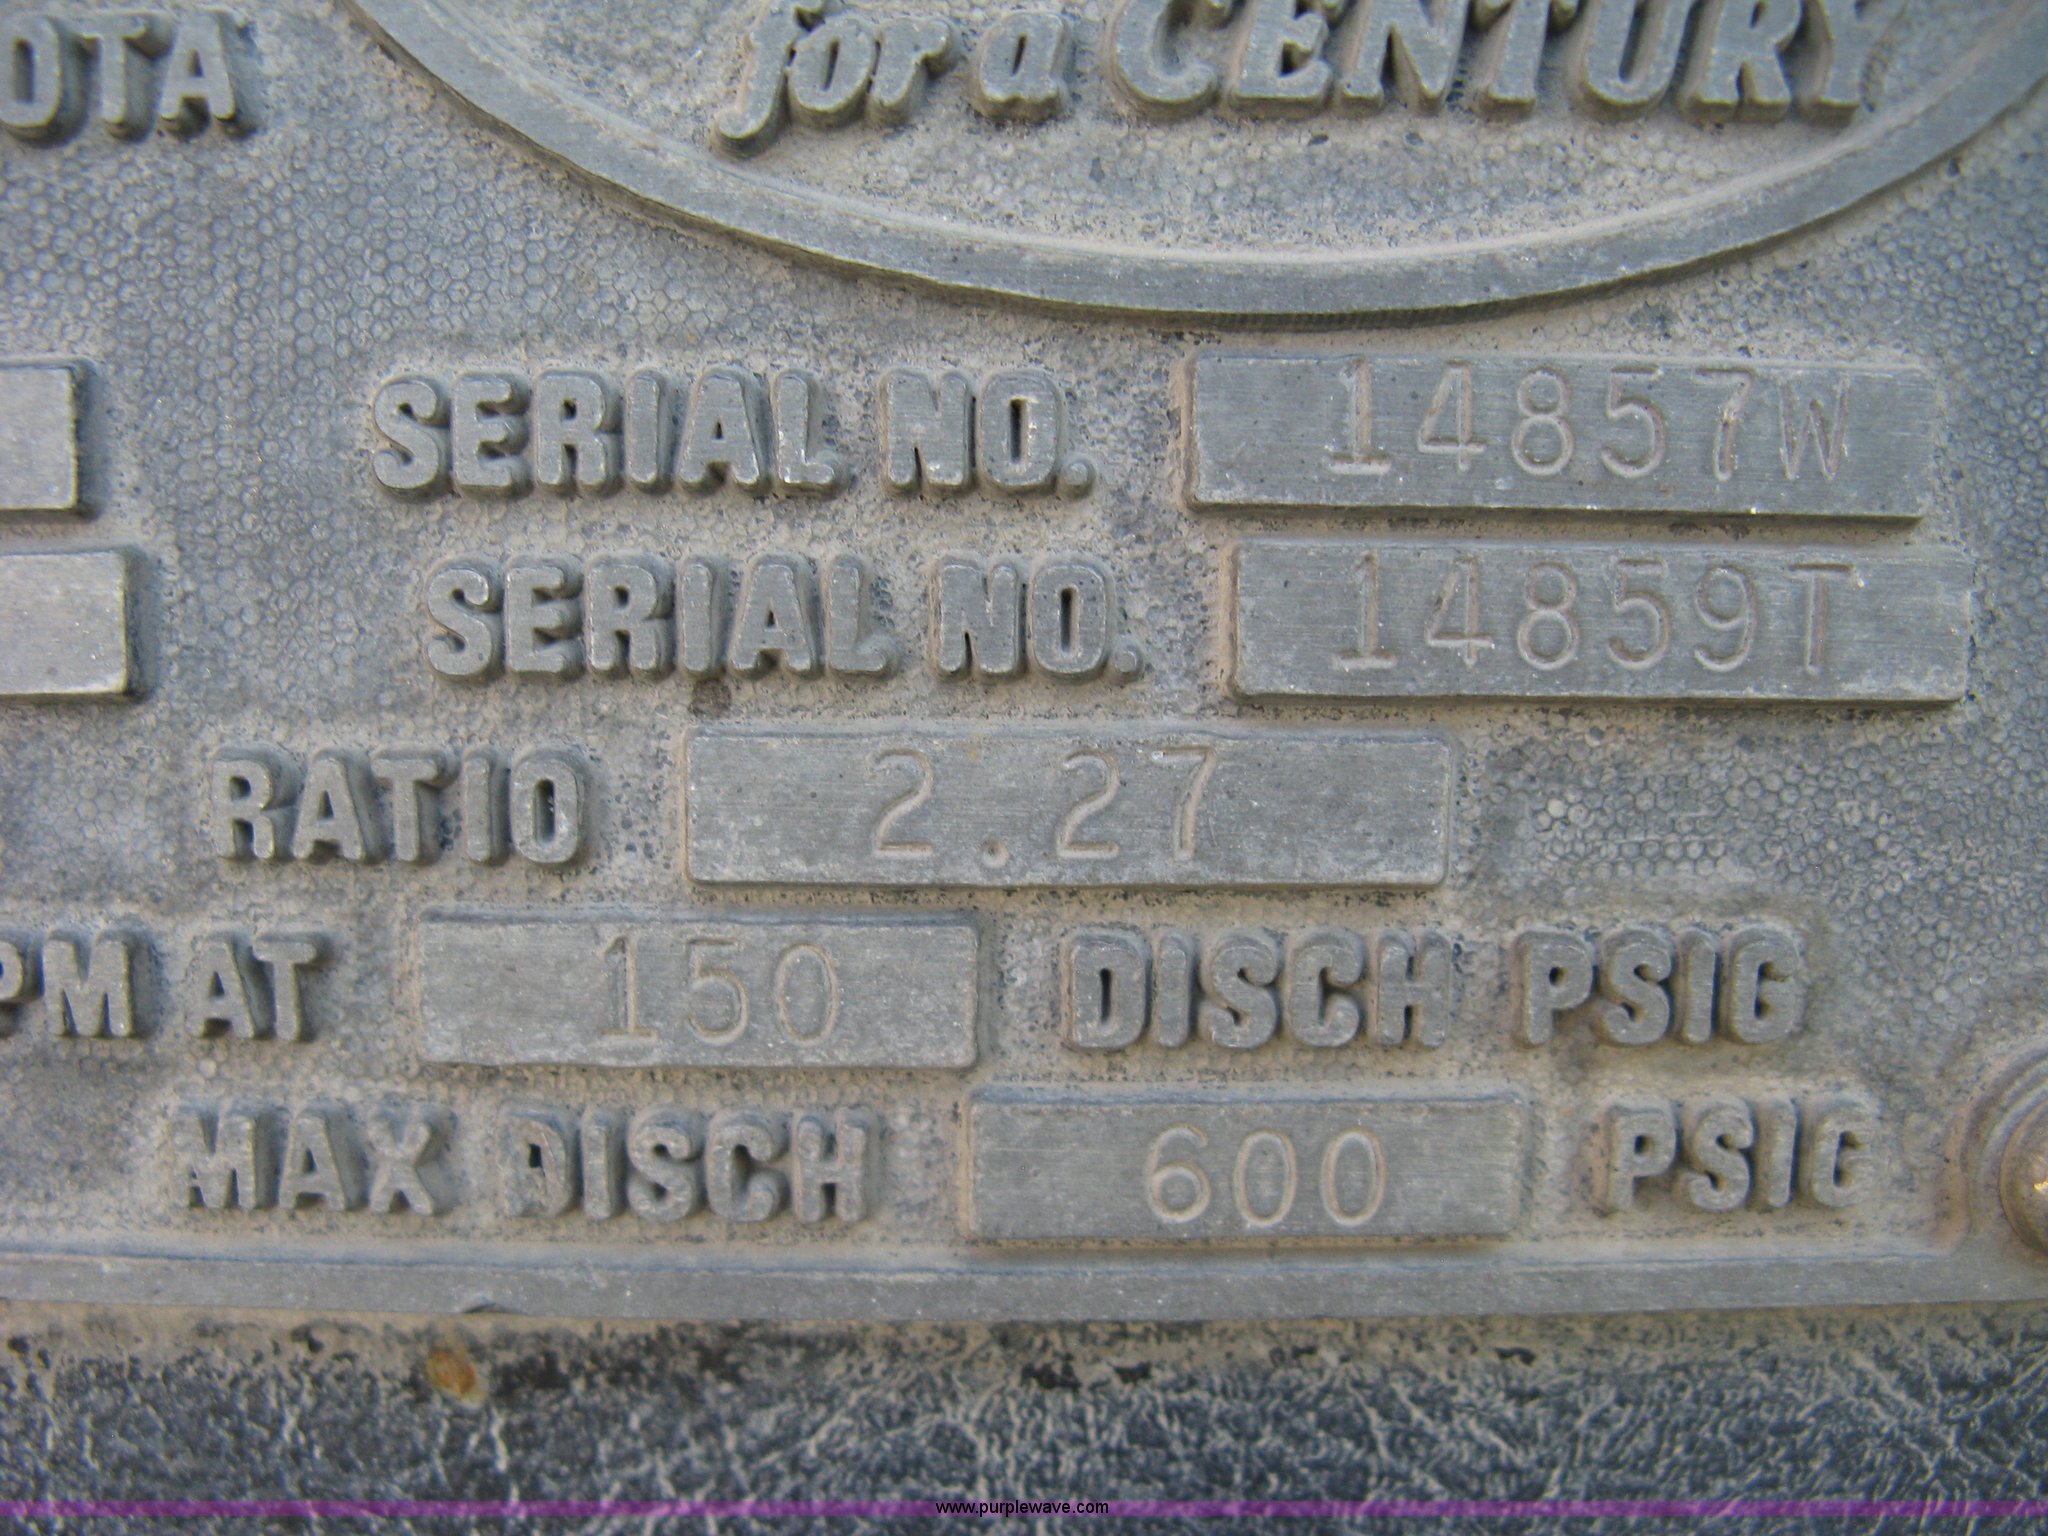 OTA
for a CENTURY
SERIAL NO. 14857W
SERIAL NO. 14859T
RATIO 2.27
PM AT 150 DISCH PSIG
MAX DISCH 600 PSIG
www.purplewave.com